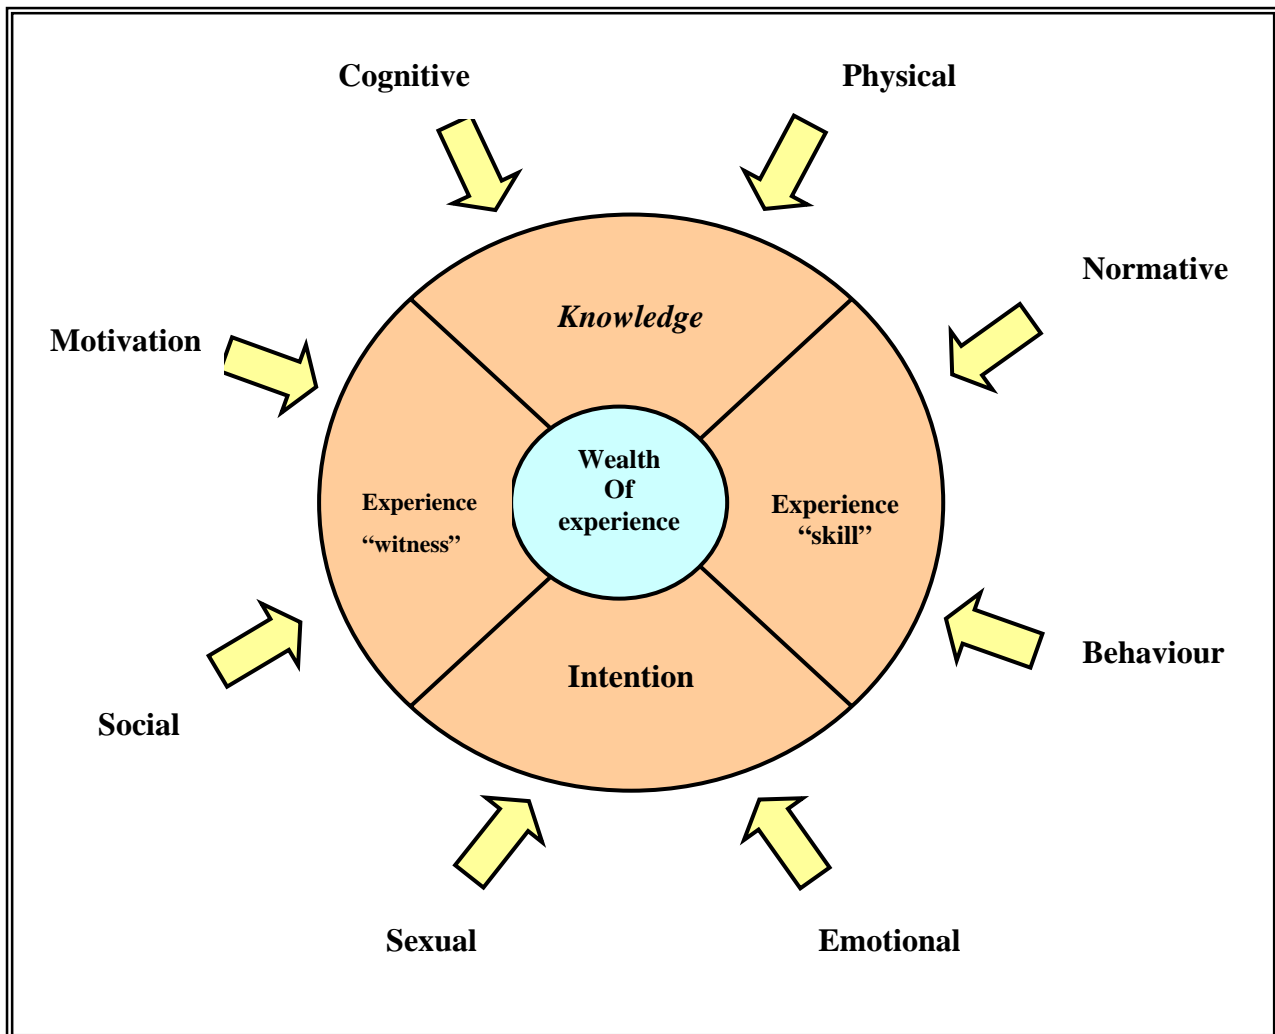 Cognitive
Physical
Normative
Knowledge
Motivation
Wealth
Of
experience
Experience
“witness”
Experience
“skill”
Behaviour
Intention
Social
Sexual
Emotional